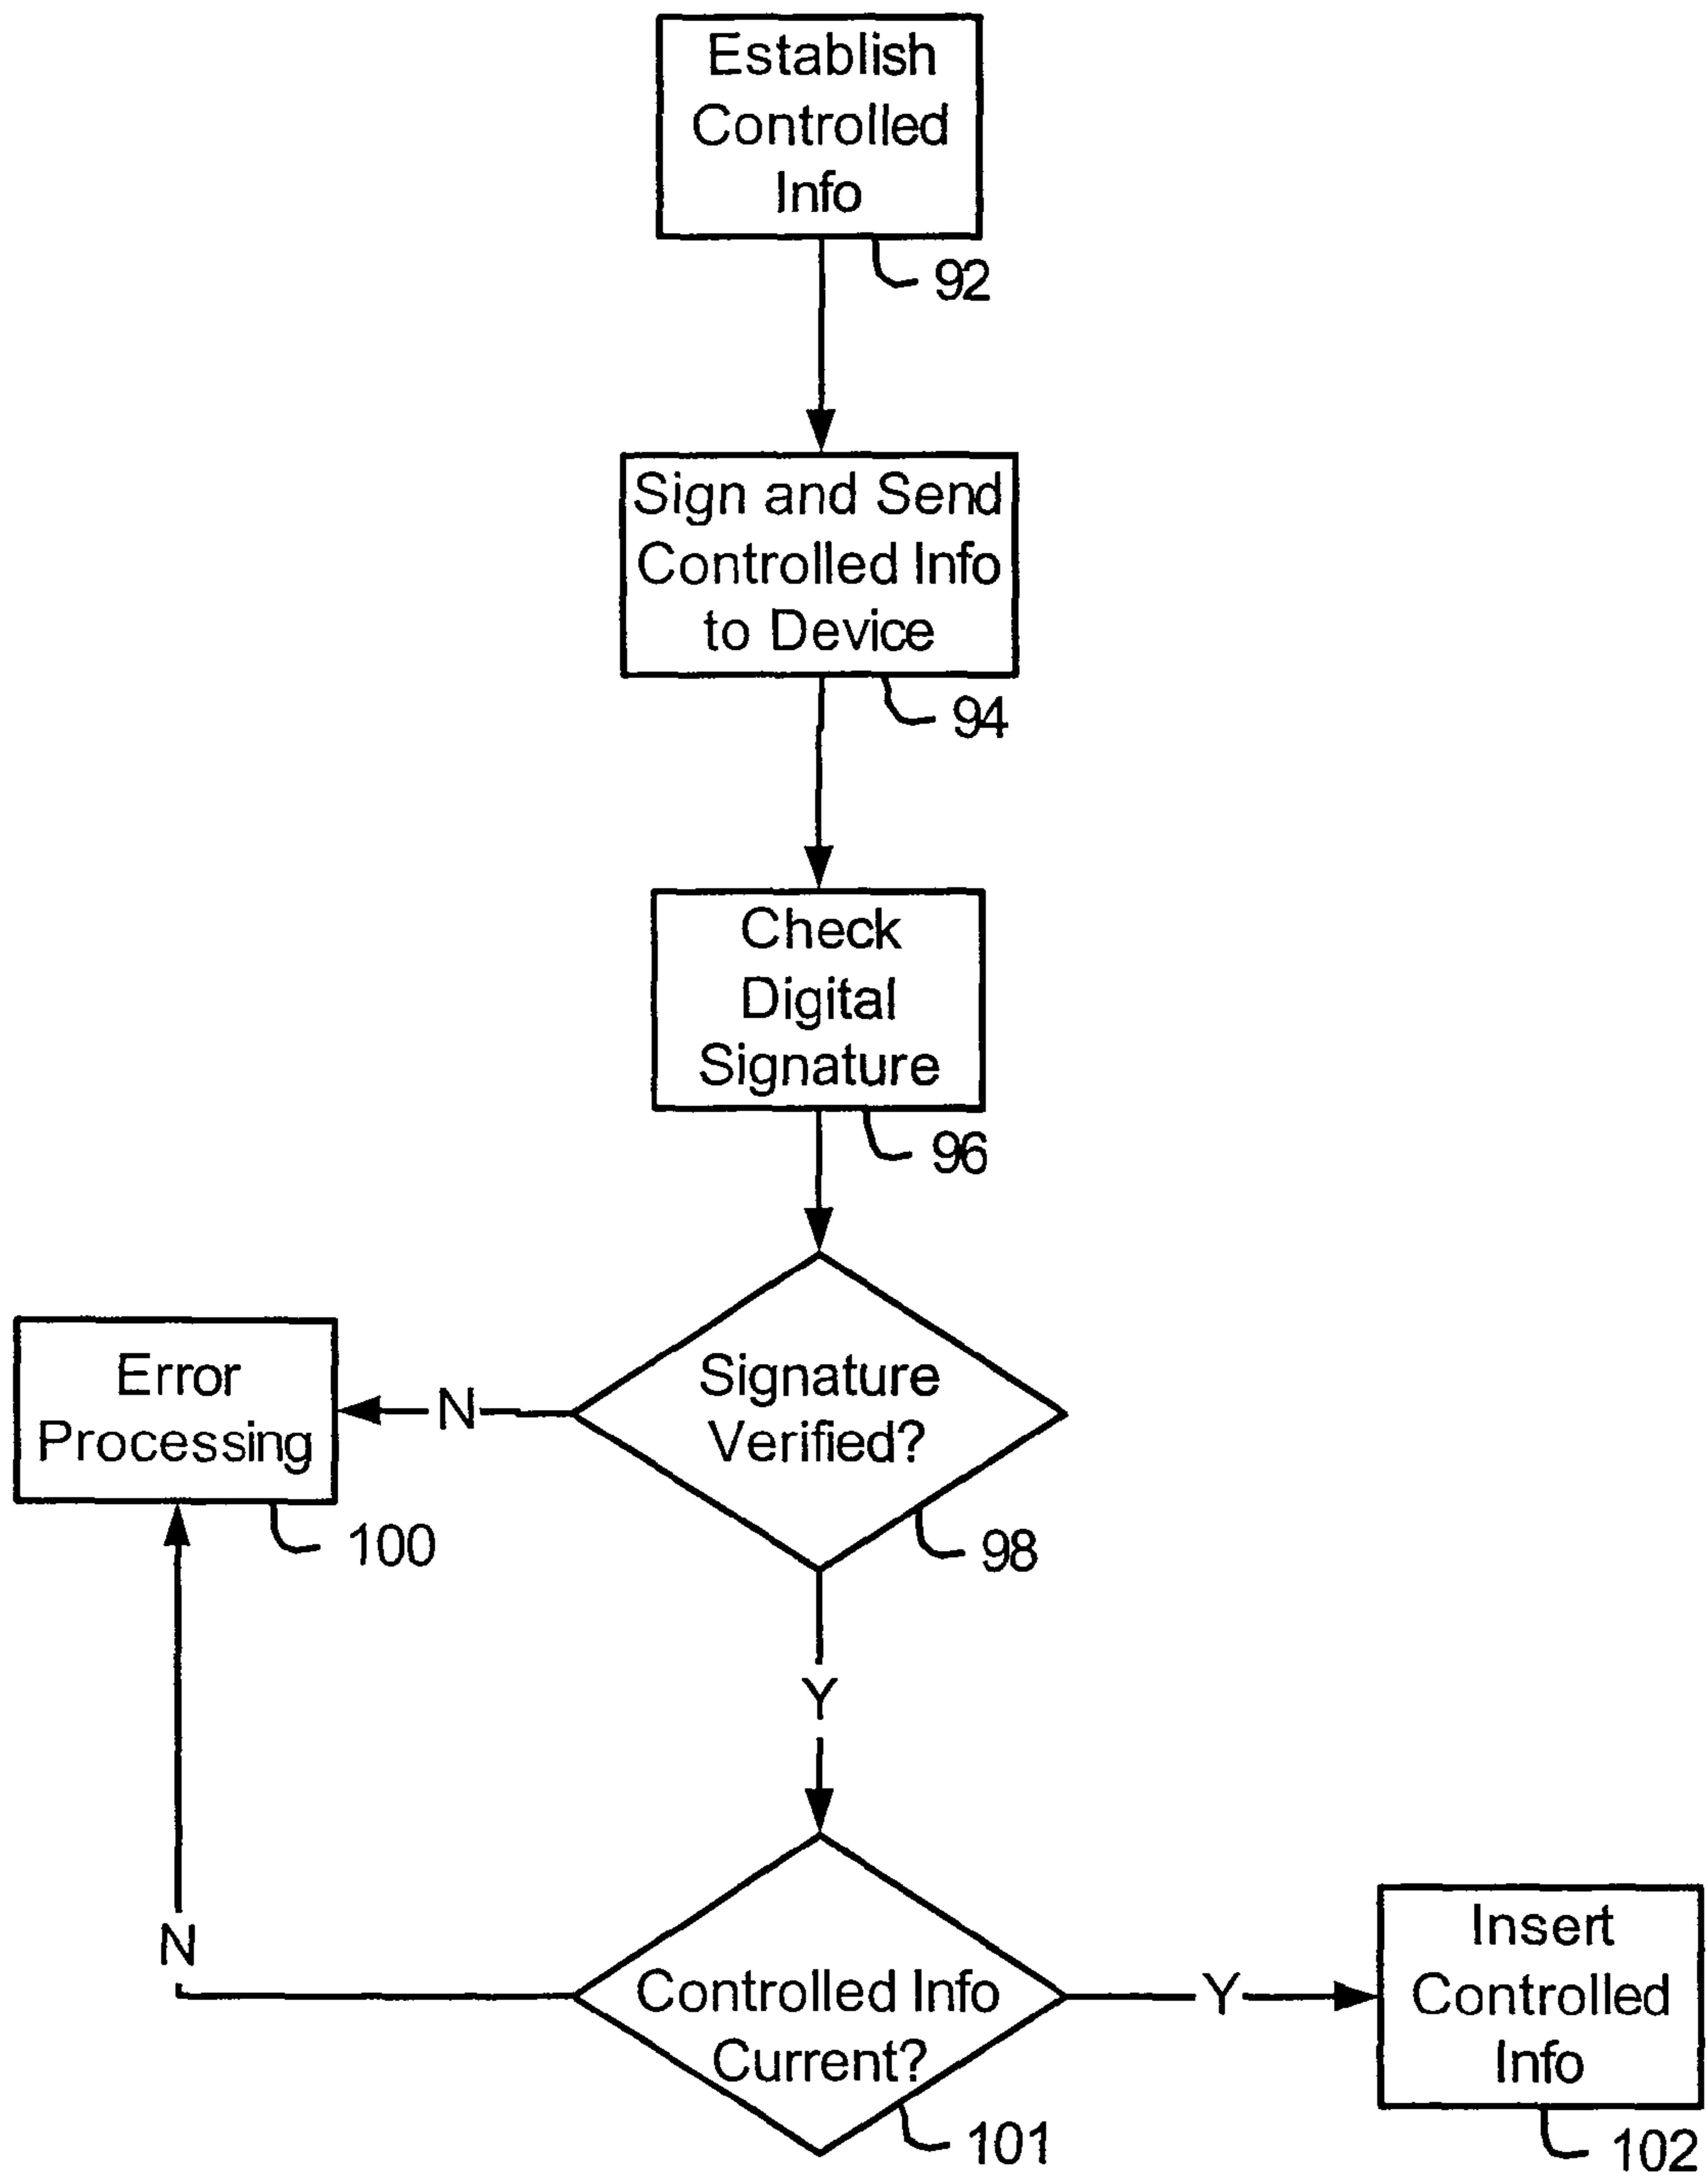 Establish
Controlled
Info
92
Sign and Send
Controlled Info
to Device
94
Check
Digital
Signature
96
Signature
Verified?
98
N
Error
Processing
100
Y
Controlled Info
Current?
101
N
Y
Insert
Controlled
Info
102